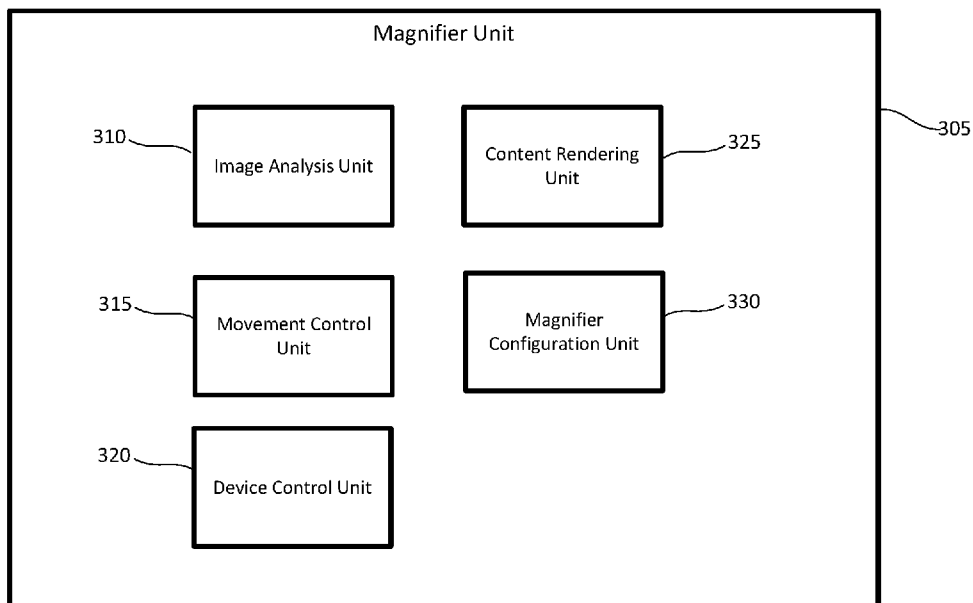 Magnifier Unit
305
310
Image Analysis Unit
Content Rendering
Unit
325
315
Movement Control
Unit
Magnifier
Configuration Unit
330
320
Device Control Unit